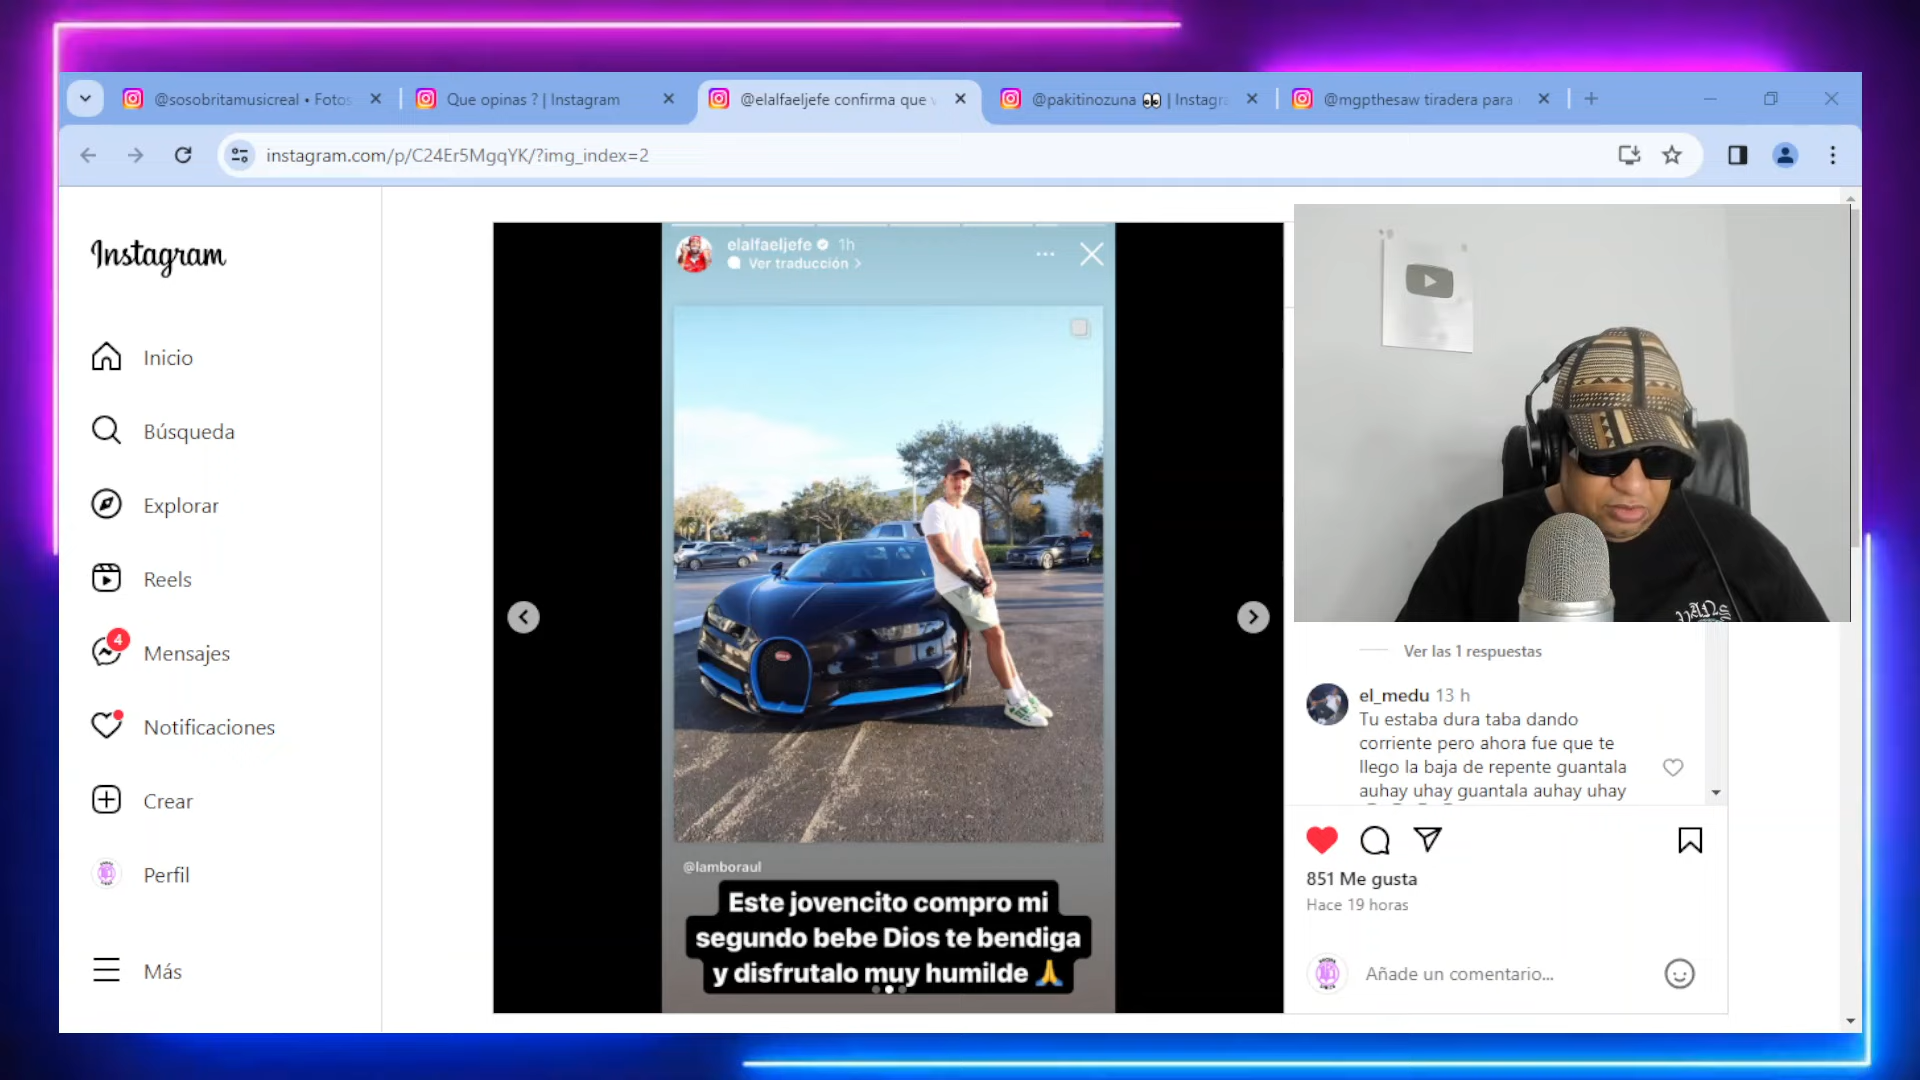 @sosobritamusicreal • Fotos
Que opinas ? | Instagram
@elalfaeljefe confirma que v
@pakitinozuna 👀 | Instagra
@mgpthesaw tiradera para
instagram.com/p/C24Er5MgqYK/?img_index=2
Instagram
Inicio
Búsqueda
Explorar
Reels
4
Mensajes
Notificaciones
Crear
Perfil
Más
elalfaeljefe 1h
Ver traducción >
@lamboraul
Este jovencito compro mi
segundo bebe Dios te bendiga
y disfrutalo muy humilde 🙏
Ver las 1 respuestas
el_medu 13 h
Tu estaba dura taba dando
corriente pero ahora fue que te
llego la baja de repente guantala
auhay uhay guantala auhay uhay
851 Me gusta
Hace 19 horas
Añade un comentario...